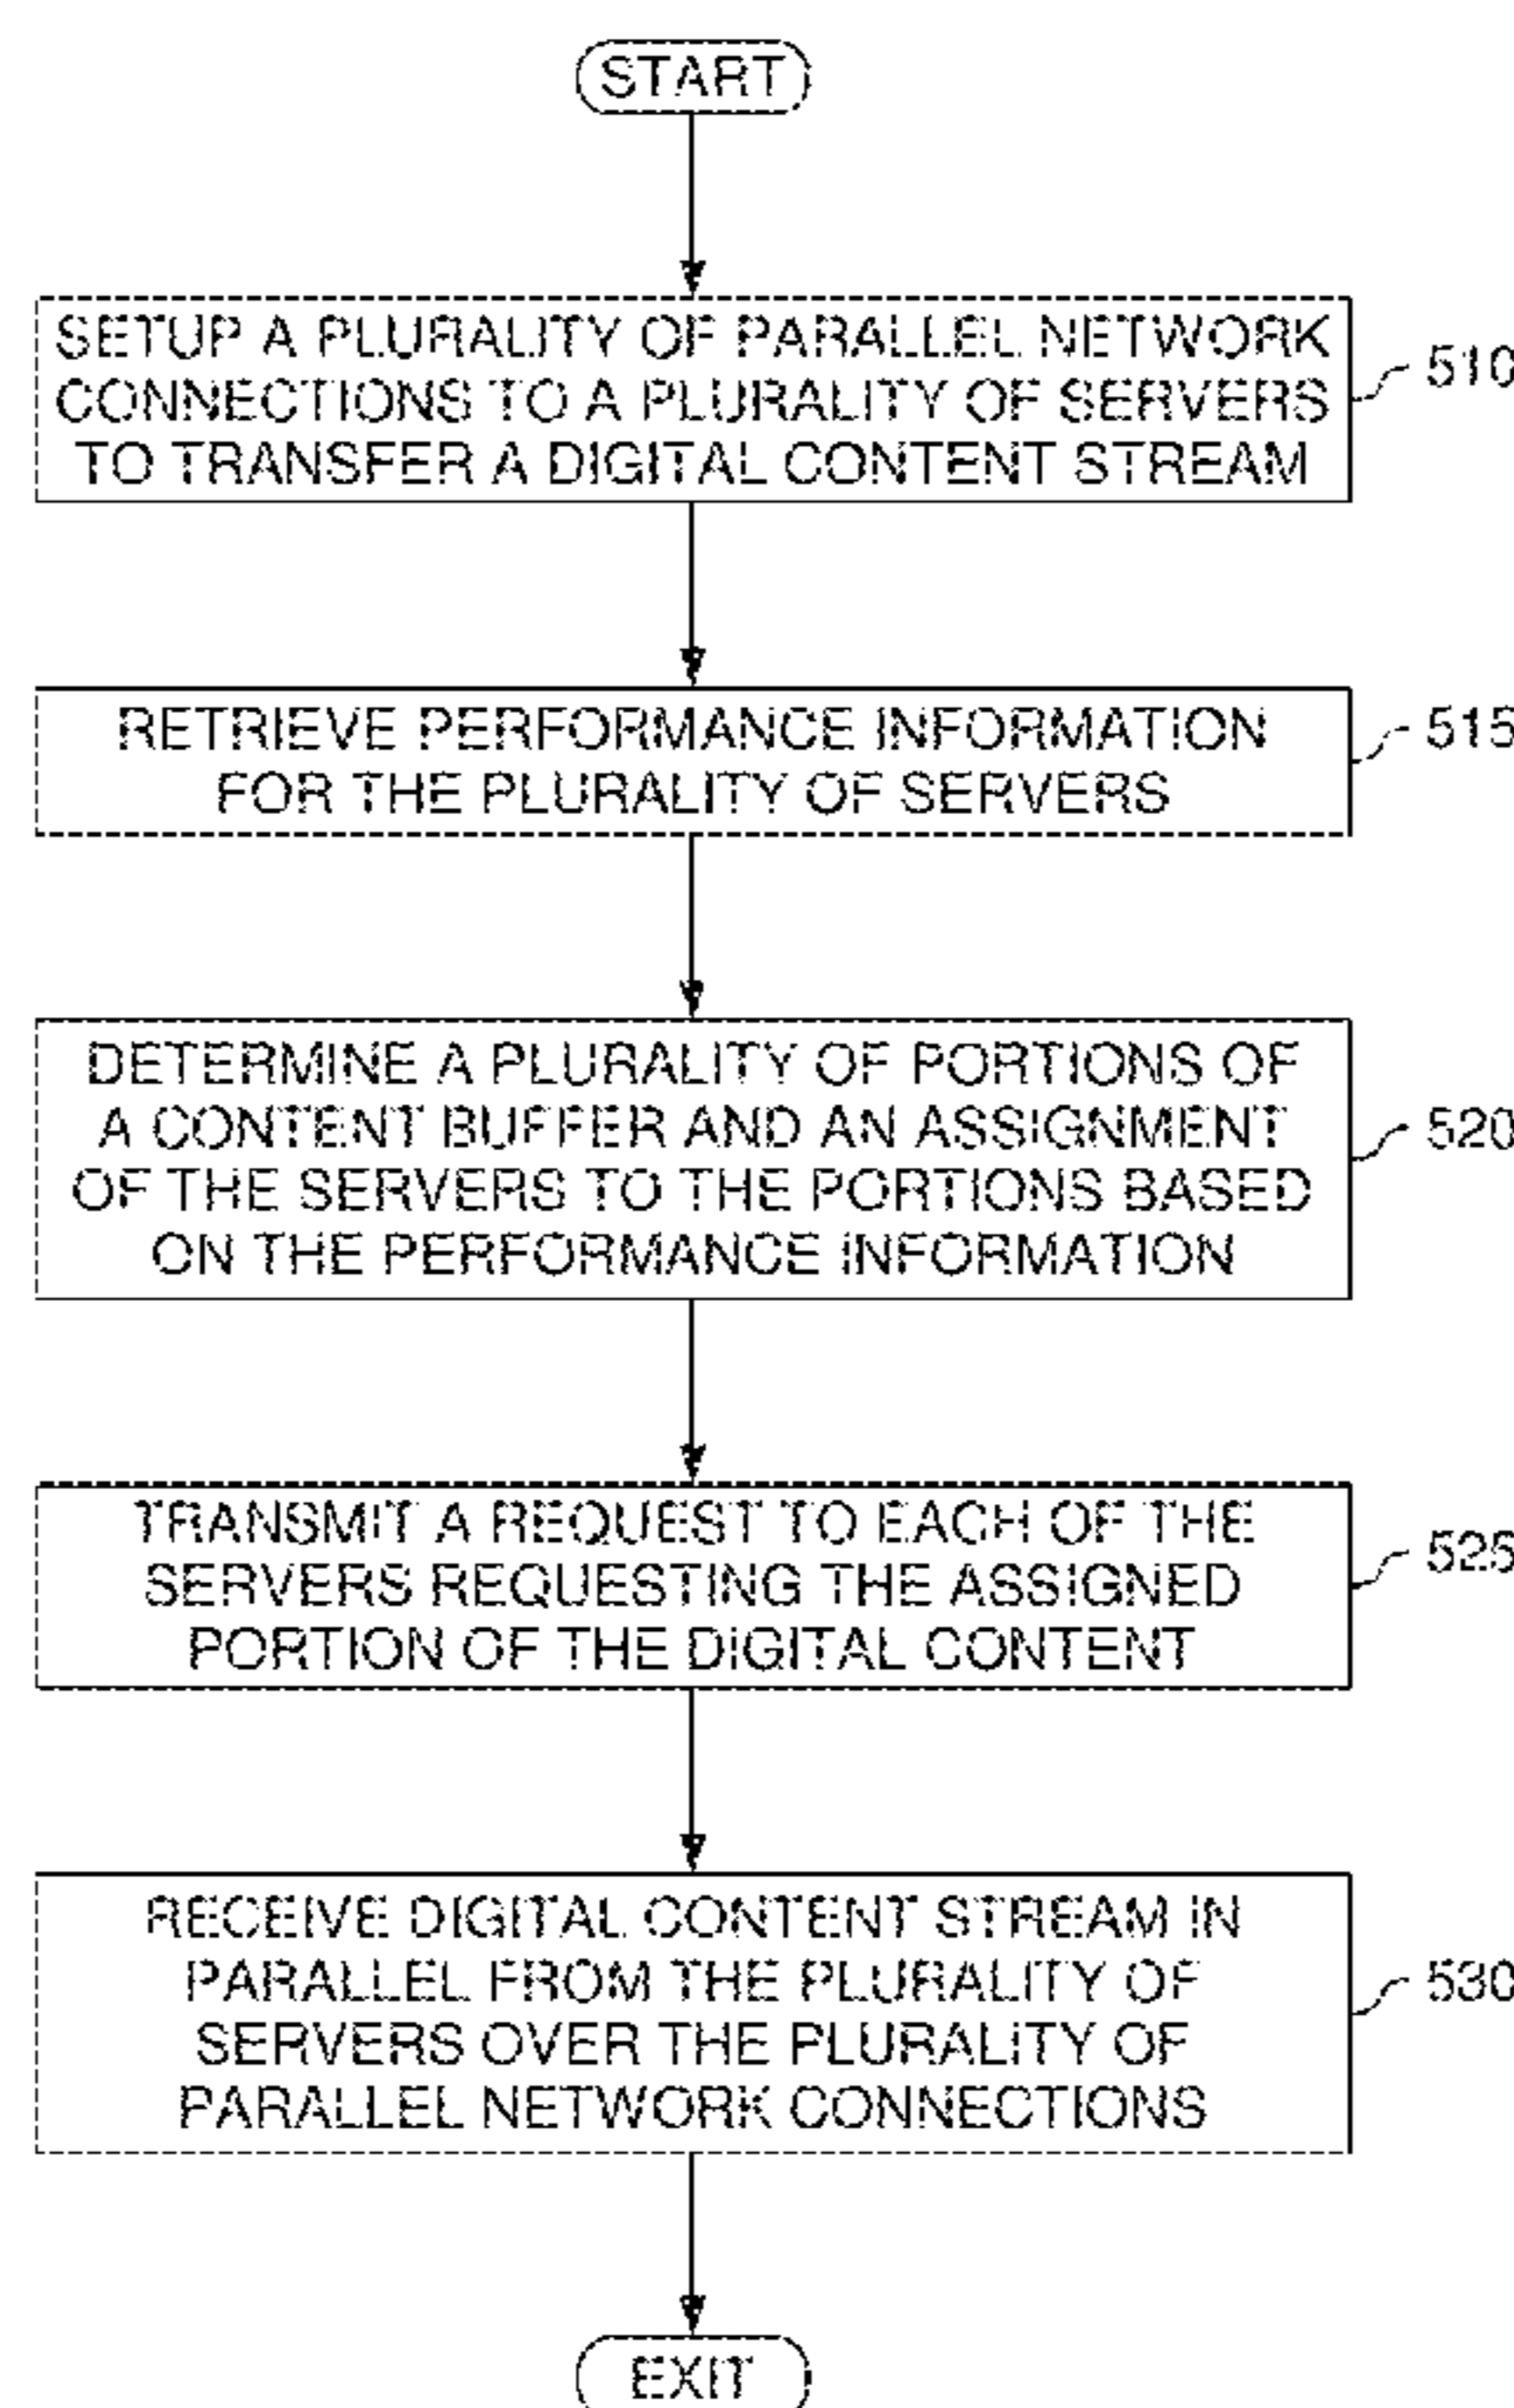 START
SETUP A PLURALITY OF PARALLEL NETWORK
CONNECTIONS TO A PLURALITY OF SERVERS
TO TRANSFER A DIGITAL CONTENT STREAM
510
RETRIEVE PERFORMANCE INFORMATION
FOR THE PLURALITY OF SERVERS
515
DETERMINE A PLURALITY OF PORTIONS OF
A CONTENT BUFFER AND AN ASSIGNMENT
OF THE SERVERS TO THE PORTIONS BASED
ON THE PERFORMANCE INFORMATION
520
TRANSMIT A REQUEST TO EACH OF THE
SERVERS REQUESTING THE ASSIGNED
PORTION OF THE DIGITAL CONTENT
525
RECEIVE DIGITAL CONTENT STREAM IN
PARALLEL FROM THE PLURALITY OF
SERVERS OVER THE PLURALITY OF
PARALLEL NETWORK CONNECTIONS
530
EXIT